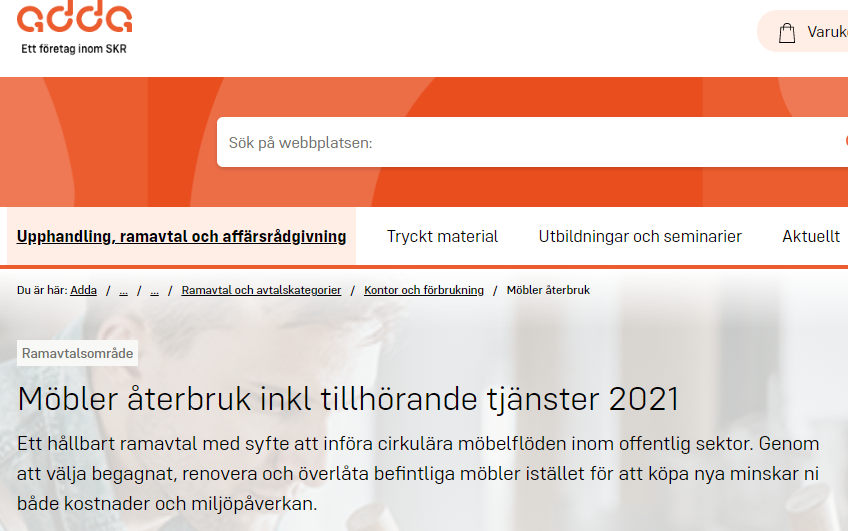 adda
Ett företag inom SKR
Sök på webbplatsen:
Upphandling, ramavtal och affärsrådgivning Tryckt material Utbildningar och seminarier Aktuellt
Du är här: Adda / ... / ... / Ramavtal och avtalskategorier / Kontor och förbrukning / Möbler återbruk
Ramavtalsområde
Möbler återbruk inkl tillhörande tjänster 2021
Ett hållbart ramavtal med syfte att införa cirkulära möbelflöden inom offentlig sektor. Genom
att välja begagnat, renovera och överlåta befintliga möbler istället för att köpa nya minskar ni
både kostnader och miljöpåverkan.